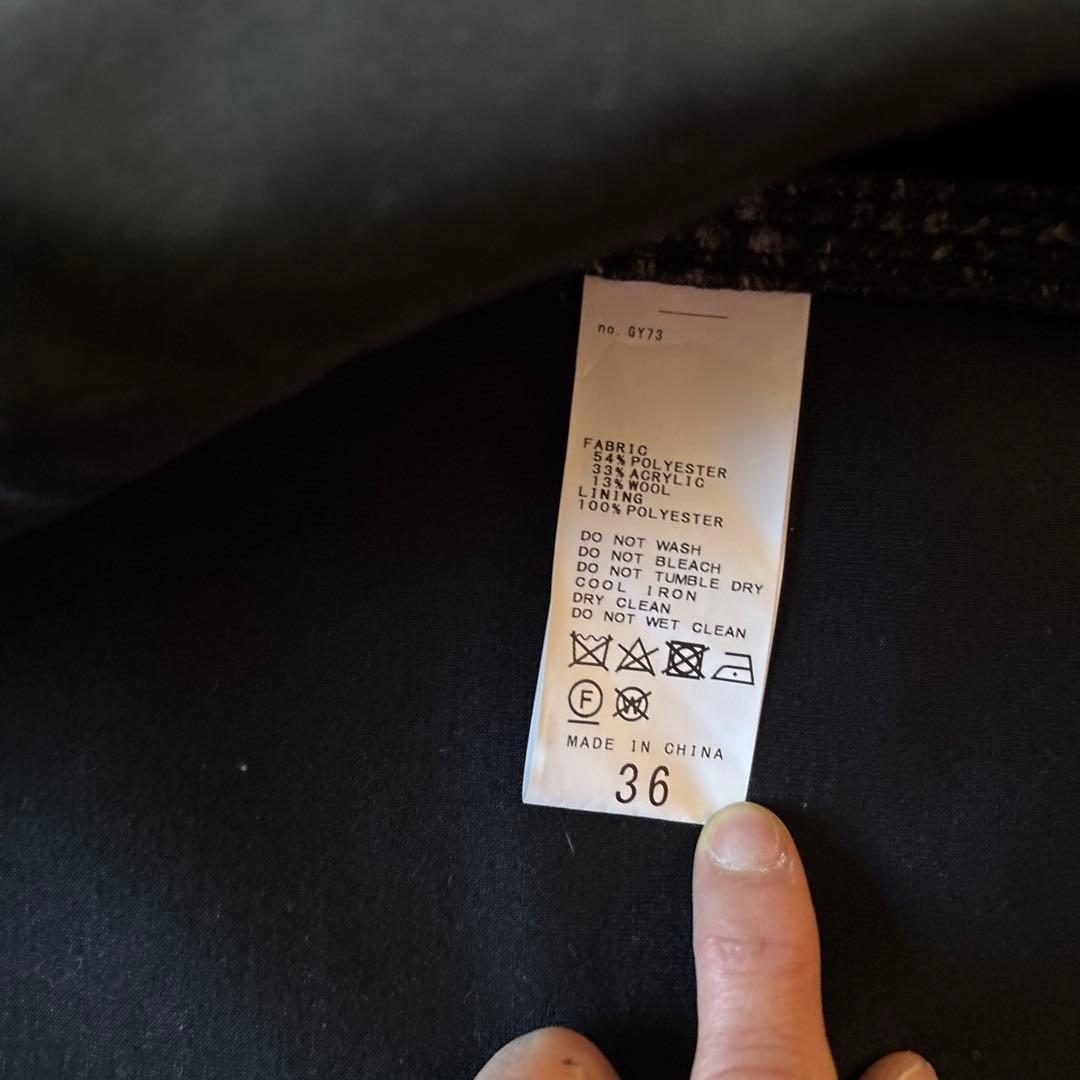 no. GY73
FABRIC
54% POLYESTER
33% ACRYLIC
13% WOOL
LINING
100% POLYESTER
DO NOT WASH
DO NOT BLEACH
DO NOT TUMBLE DRY
COOL IRON
DRY CLEAN
DO NOT WET CLEAN
F W
MADE IN CHINA
36